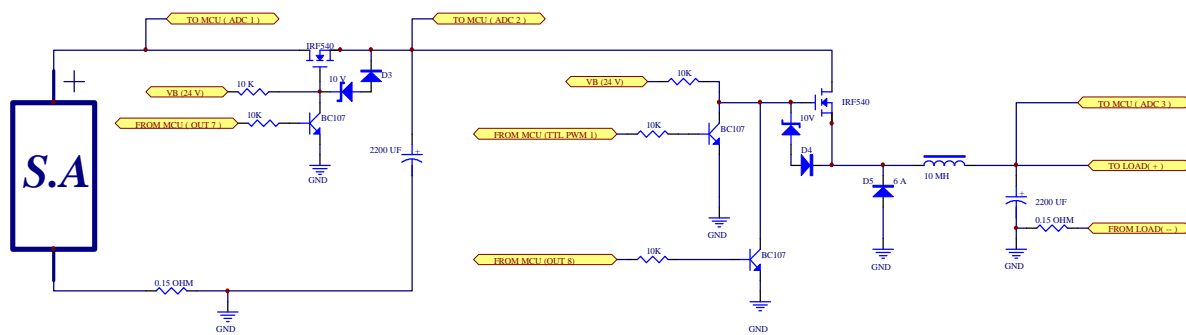 TO MCU ( ADC 1 )
TO MCU ( ADC 2 )
IRF540
10 V
D3
10 K
VB (24 V)
FROM MCU ( OUT 7 )
10K
BC107
GND
S.A
2200 UF
+
0.15 OHM
GND
VB (24 V)
10K
IRF540
10V
FROM MCU (TTL PWM 1)
10K
BC107
D4
GND
FROM MCU (OUT 8)
10K
BC107
GND
D5
6 A
GND
10 MH
TO MCU ( ADC 3 )
TO LOAD( + )
+
2200 UF
0.15 OHM
FROM LOAD( -- )
GND